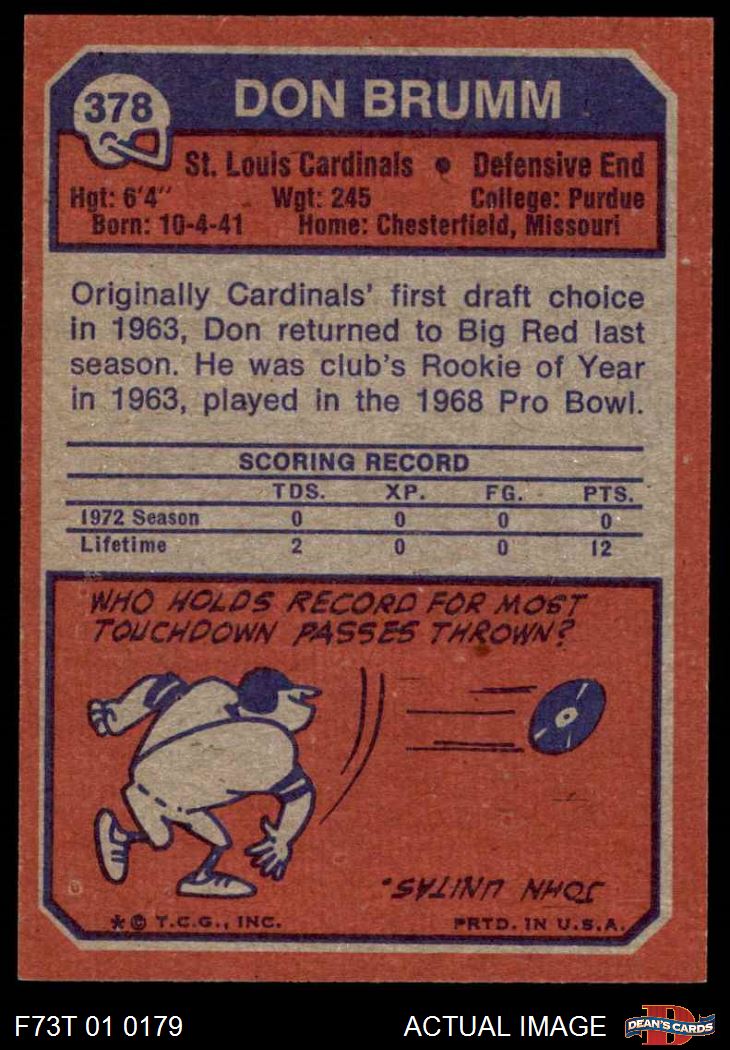 378
DON BRUMM
St. Louis Cardinals • Defensive End
Hgt: 6'4" Wgt: 245 College: Purdue
Born: 10-4-41 Home: Chesterfield, Missouri
Originally Cardinals' first draft choice
in 1963, Don returned to Big Red last
season. He was club's Rookie of Year
in 1963, played in the 1968 Pro Bowl.
SCORING RECORD
TDS. XP. FG. PTS.
1972 Season 0 0 0 0
Lifetime 2 0 0 12
WHO HOLDS RECORD FOR MOST
TOUCHDOWN PASSES THROWN?
JOHN UNITAS.
* © T.C.G., INC. PRTD. IN U.S.A.
F73T 01 0179 ACTUAL IMAGE
D
DEAN'S CARDS